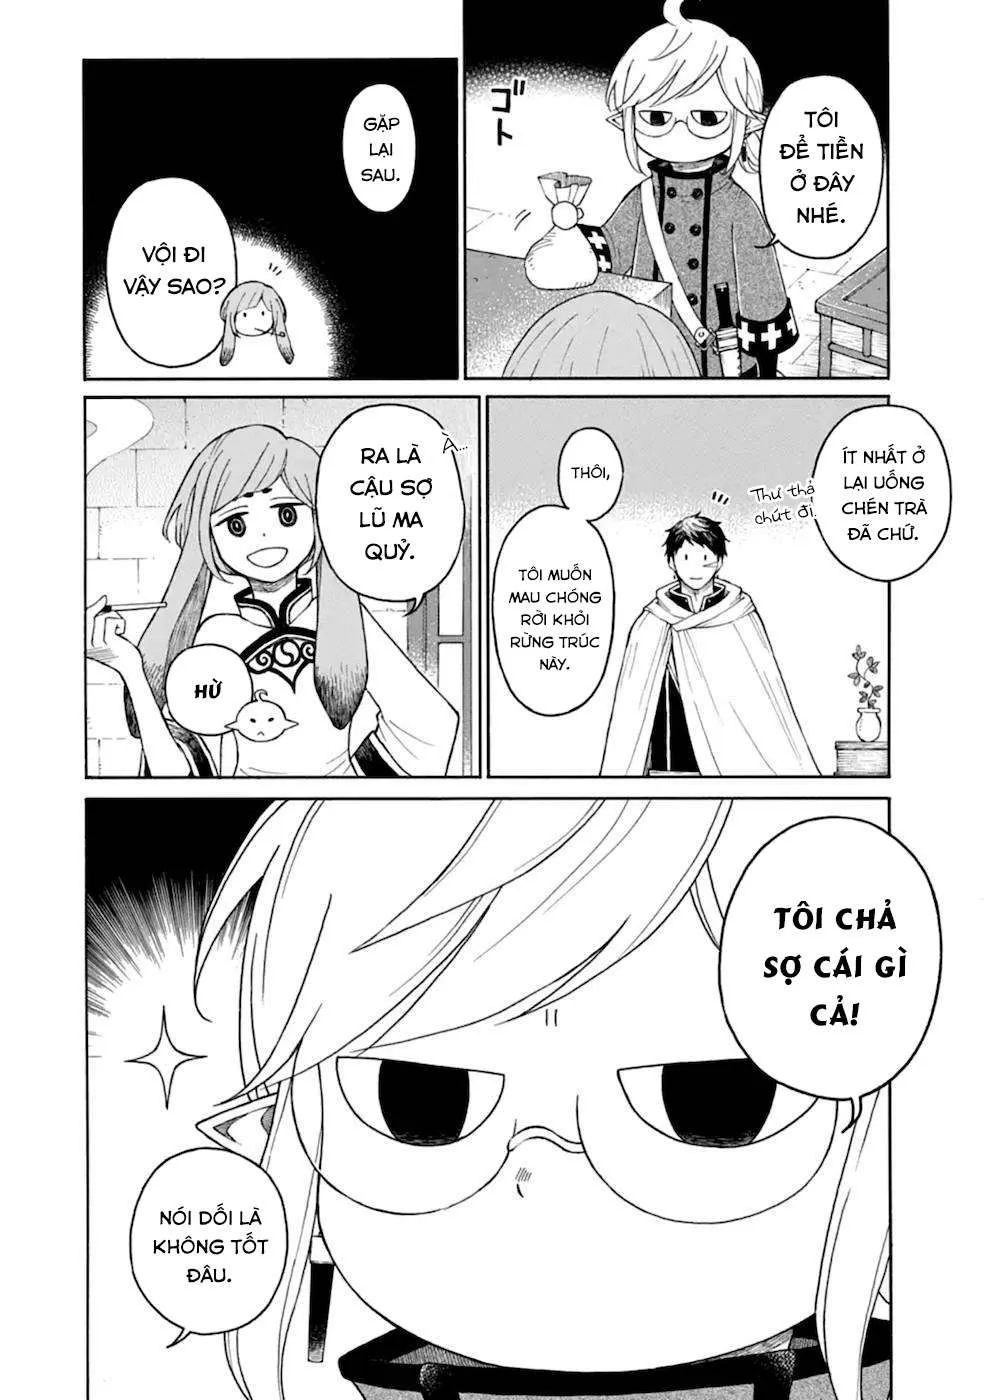 TÔI
ĐỂ TIỀN
Ở ĐÂY
NHÉ.
ゴト
GẶP
LẠI
SAU.
VỘI ĐI
VẬY SAO?
ÍT NHẤT Ở
LẠI UỐNG
CHÉN TRÀ
ĐÃ CHỨ.
Thư thả
chút đi.
THÔI,
TÔI MUỐN
MAU CHÓNG
RỜI KHỎI
RỪNG TRÚC
NÀY.
À...
RA LÀ
CẬU SỢ
LŨ MA
QUỶ.
HỪ
TÔI CHẢ
SỢ CÁI GÌ
CẢ!
NÓI DỐI LÀ
KHÔNG TỐT
ĐÂU.